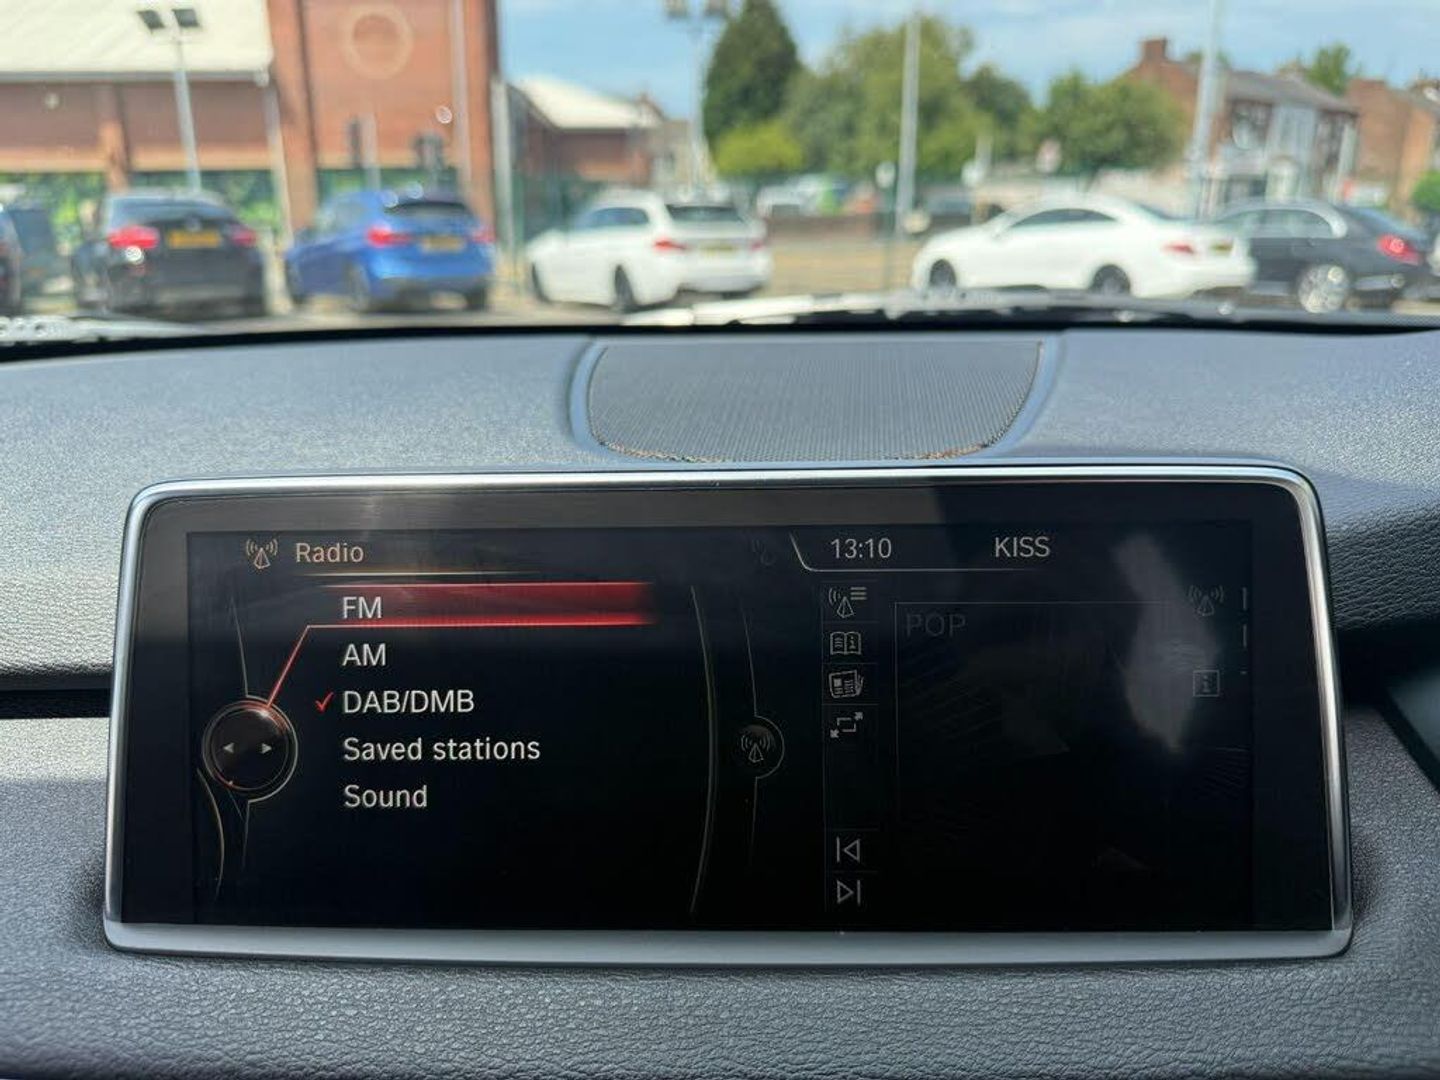 Radio
13:10 KISS
FM
AM
DAB/DMB
Saved stations
Sound
POP